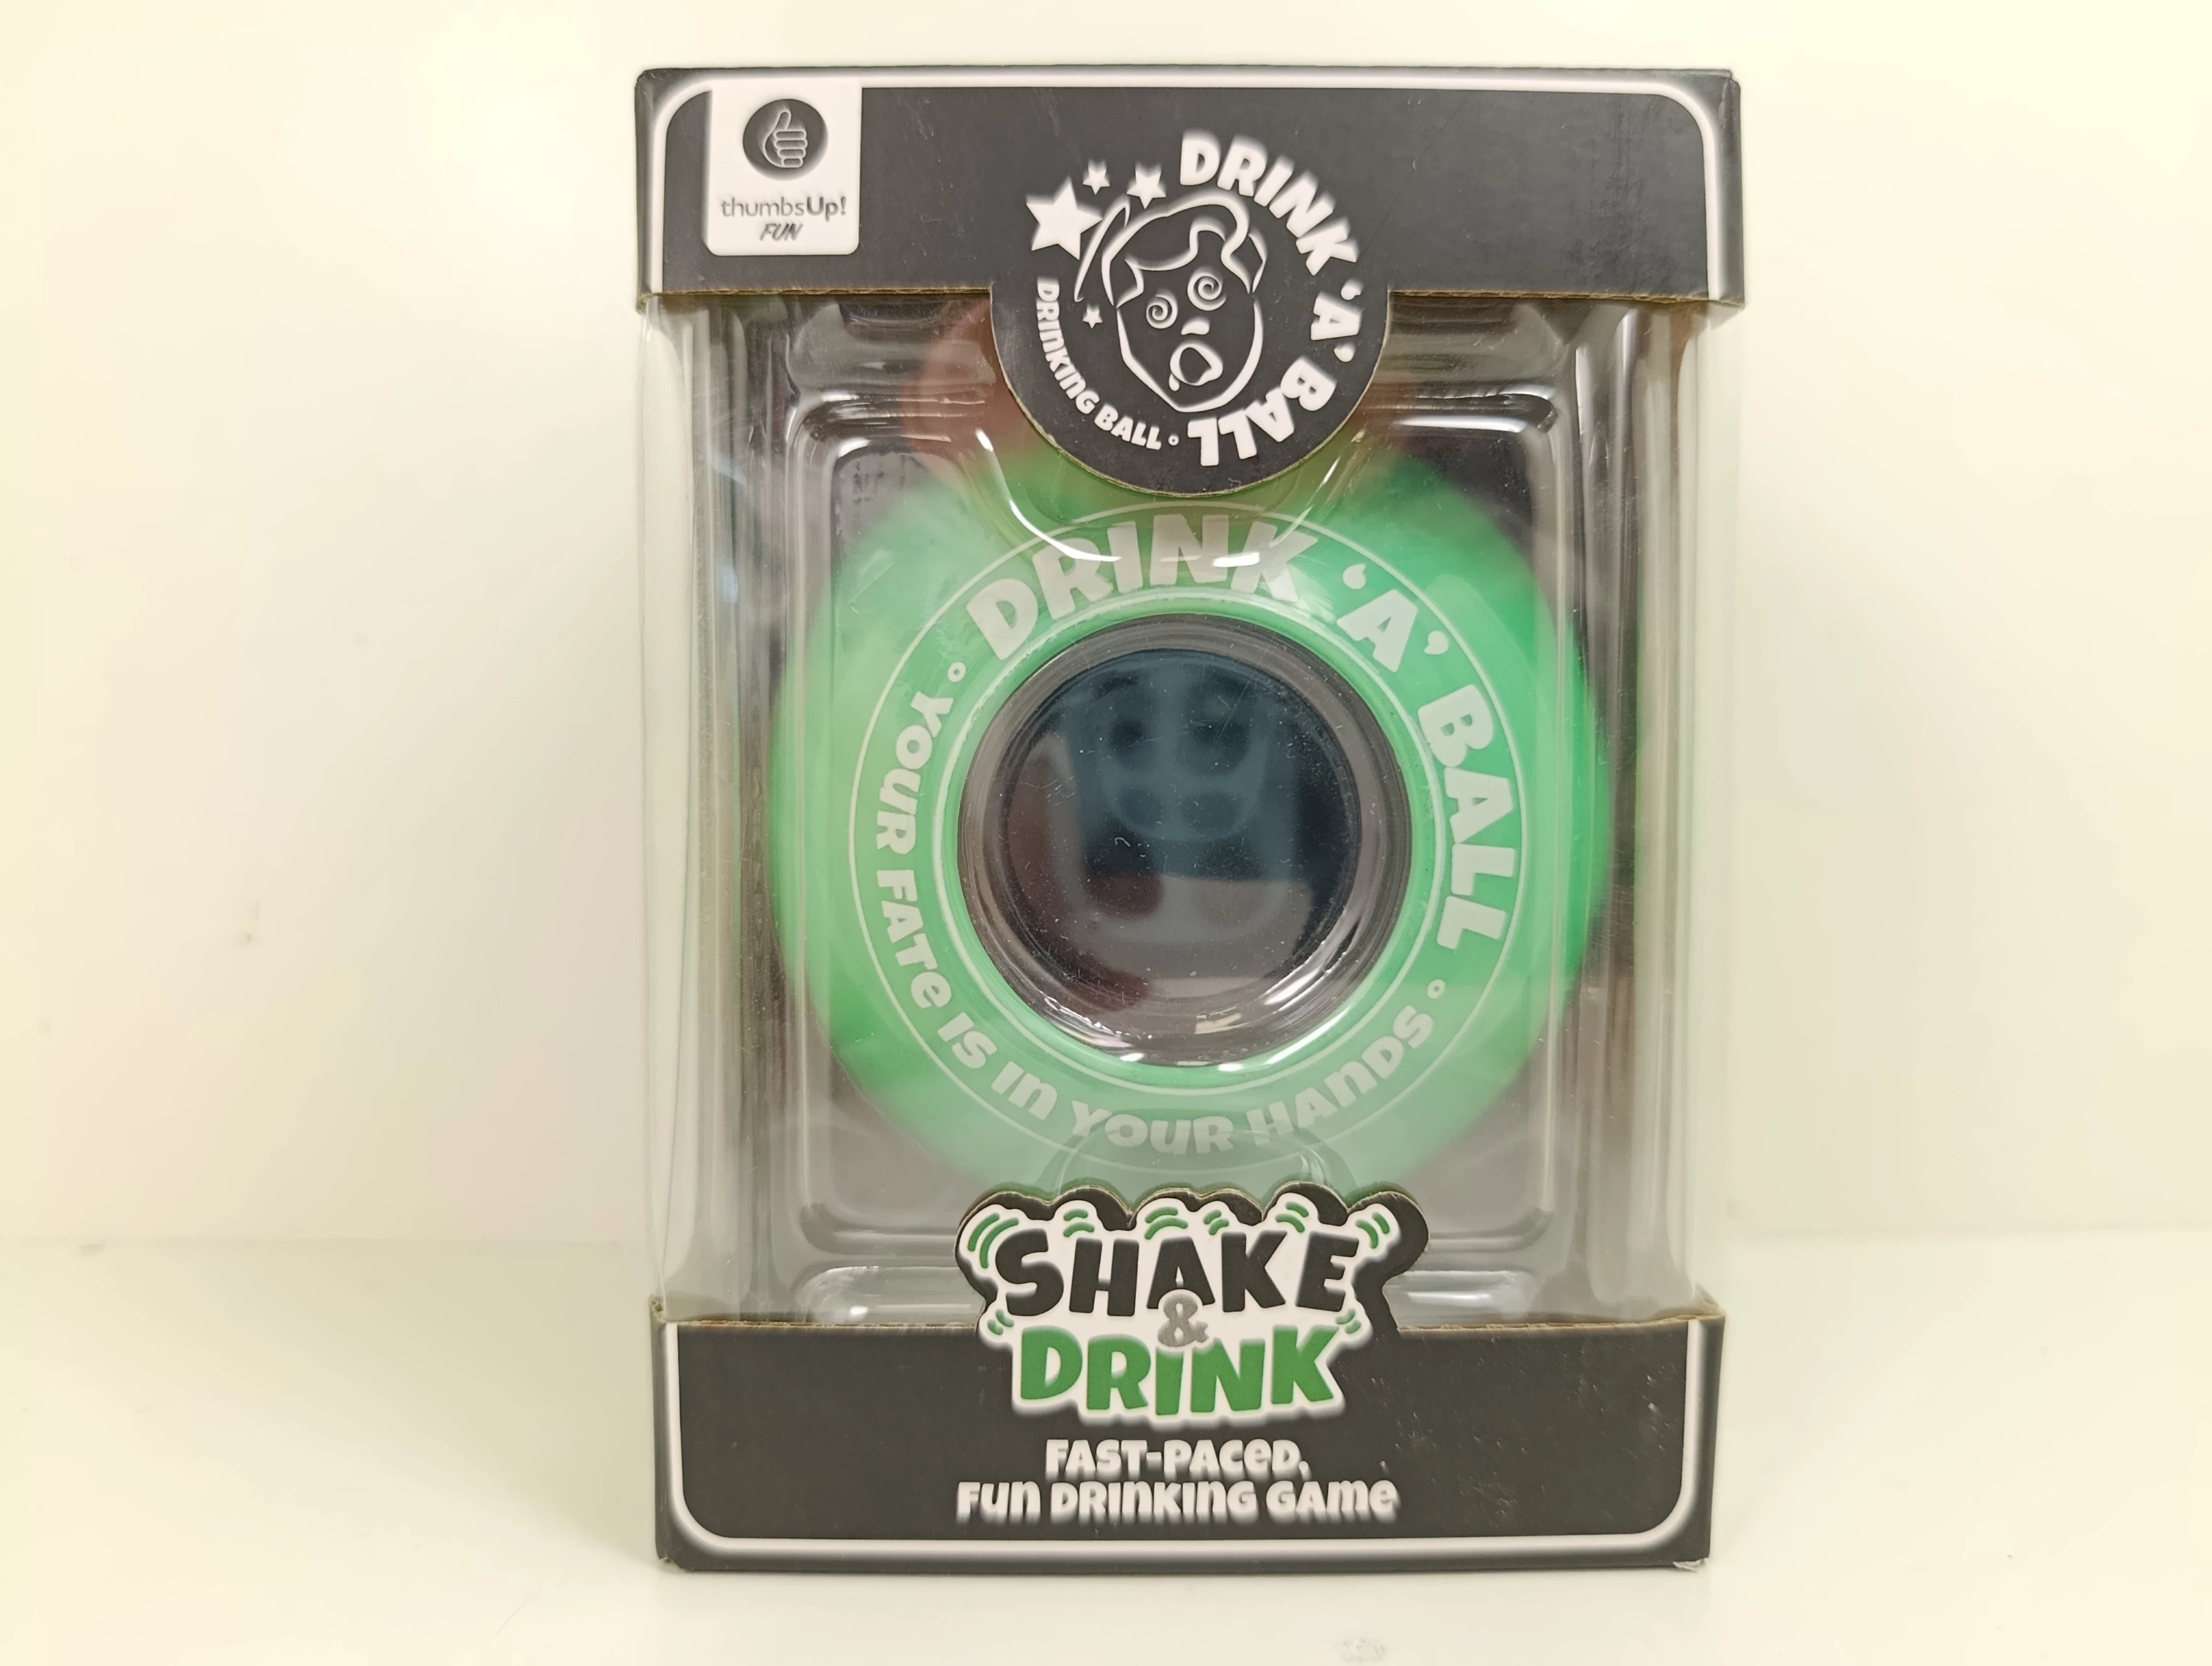 thumbsUp!
FUN
DRINK 'A' BALL
DRINKING BALL
DRINK 'A' BALL
YOUR FATE IS IN YOUR HANDS
SHAKE
&
DRINK
FAST-PACED,
FUN DRINKING GAME